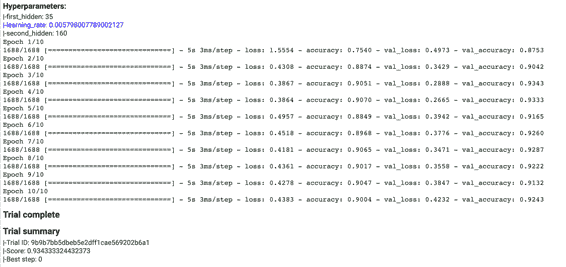 Hyperparameters:
|-first_hidden: 35
|-learning_rate: 0.005798007789002127
|-second_hidden: 160
Epoch 1/10
1688/1688 [==============================] - 5s 3ms/step - loss: 1.5554 - accuracy: 0.7540 - val_loss: 0.4973 - val_accuracy: 0.8753
Epoch 2/10
1688/1688 [==============================] - 5s 3ms/step - loss: 0.4308 - accuracy: 0.8874 - val_loss: 0.3429 - val_accuracy: 0.9042
Epoch 3/10
1688/1688 [==============================] - 5s 3ms/step - loss: 0.3867 - accuracy: 0.9051 - val_loss: 0.2888 - val_accuracy: 0.9343
Epoch 4/10
1688/1688 [==============================] - 5s 3ms/step - loss: 0.3864 - accuracy: 0.9070 - val_loss: 0.2665 - val_accuracy: 0.9333
Epoch 5/10
1688/1688 [==============================] - 5s 3ms/step - loss: 0.4957 - accuracy: 0.8849 - val_loss: 0.3942 - val_accuracy: 0.9165
Epoch 6/10
1688/1688 [==============================] - 5s 3ms/step - loss: 0.4518 - accuracy: 0.8968 - val_loss: 0.3776 - val_accuracy: 0.9260
Epoch 7/10
1688/1688 [==============================] - 5s 3ms/step - loss: 0.4181 - accuracy: 0.9065 - val_loss: 0.3471 - val_accuracy: 0.9287
Epoch 8/10
1688/1688 [==============================] - 5s 3ms/step - loss: 0.4361 - accuracy: 0.9017 - val_loss: 0.3558 - val_accuracy: 0.9222
Epoch 9/10
1688/1688 [==============================] - 5s 3ms/step - loss: 0.4278 - accuracy: 0.9047 - val_loss: 0.3847 - val_accuracy: 0.9132
Epoch 10/10
1688/1688 [==============================] - 5s 3ms/step - loss: 0.4383 - accuracy: 0.9004 - val_loss: 0.4232 - val_accuracy: 0.9243
Trial complete
Trial summary
|-Trial ID: 9b9b7bb5dbeb5e2dff1cae569202b6a1
|-Score: 0.934333324432373
|-Best step: 0